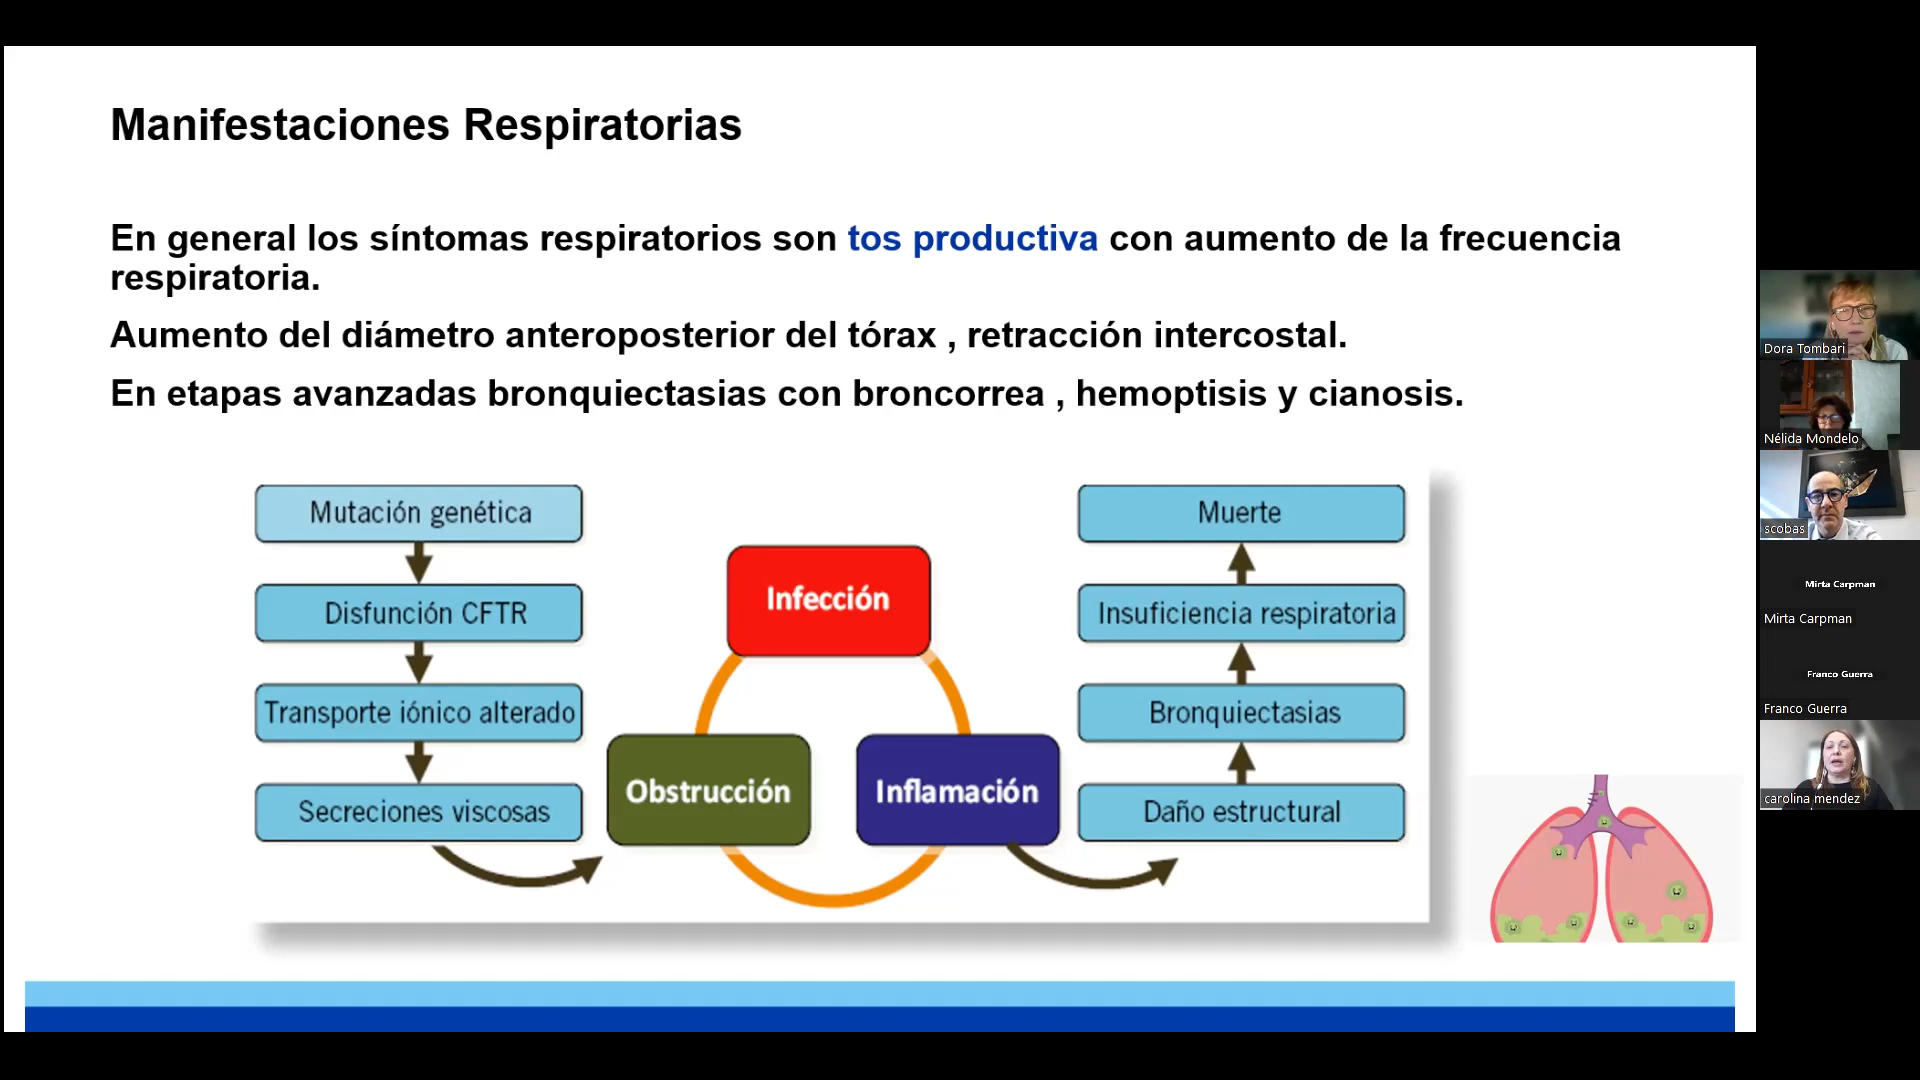 Manifestaciones Respiratorias
En general los síntomas respiratorios son tos productiva con aumento de la frecuencia
respiratoria.
Aumento del diámetro anteroposterior del tórax , retracción intercostal.
En etapas avanzadas bronquiectasias con broncorrea , hemoptisis y cianosis.
Mutación genética
Disfunción CFTR
Transporte iónico alterado
Secreciones viscosas
Infección
Obstrucción
Inflamación
Muerte
Insuficiencia respiratoria
Bronquiectasias
Daño estructural
Dora Tombari
Nélida Mondelo
scobas
Mirta Carpman
Mirta Carpman
Franco Guerra
Franco Guerra
carolina mendez